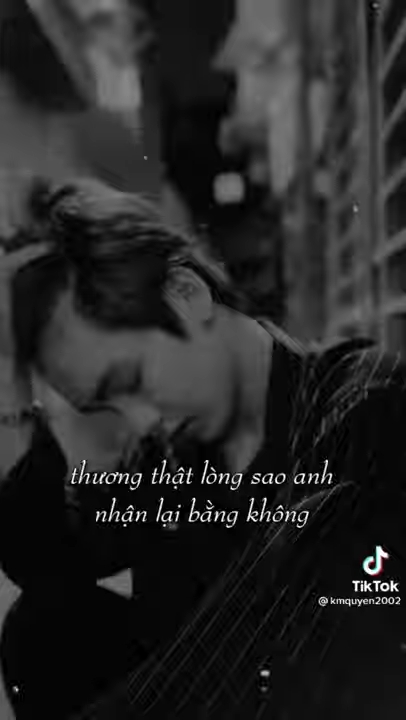 thương thật lòng sao anh
nhận lại bằng không
TikTok
@kmquyen2002